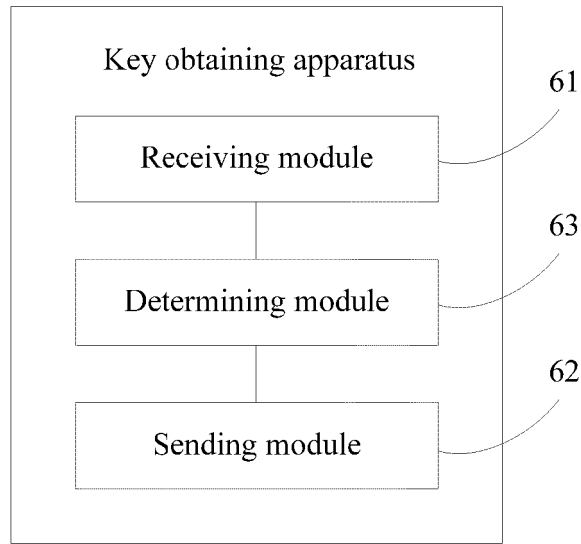 Key obtaining apparatus
61
Receiving module
63
Determining module
62
Sending module